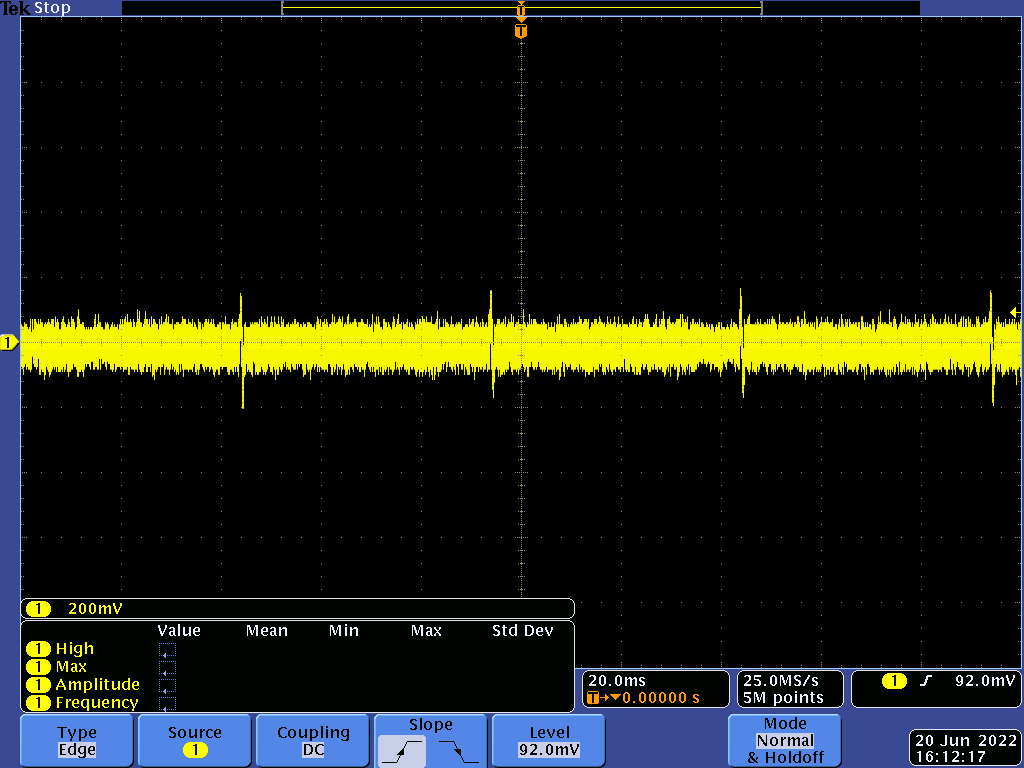 Tek Stop
T
T
1
1 200mV
Value Mean Min Max Std Dev
1 High
1 Max
1 Amplitude
1 Frequency
20.0ms
T→▼0.00000 s
25.0MS/s
5M points
1 92.0mV
Type
Edge
Source
1
Coupling
DC
Slope
Level
92.0mV
Mode
Normal
& Holdoff
20 Jun 2022
16:12:17